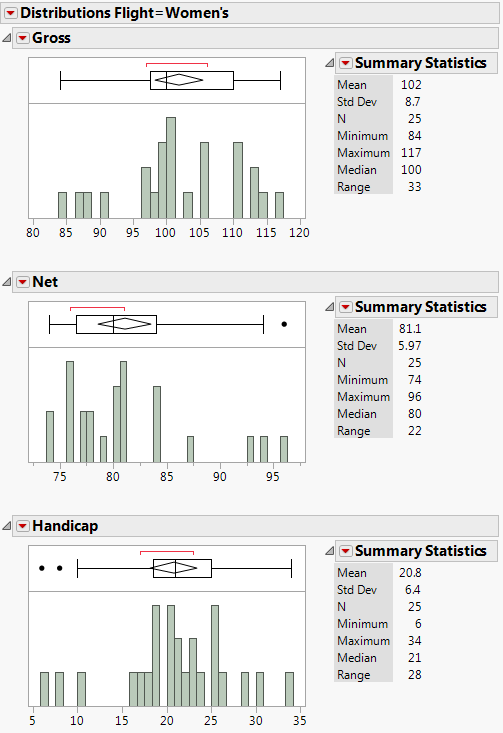 Distributions Flight=Women's
Gross
80 85 90 95 100 105 110 115 120
Summary Statistics
Mean 102
Std Dev 8.7
N 25
Minimum 84
Maximum 117
Median 100
Range 33
Net
75 80 85 90 95
Summary Statistics
Mean 81.1
Std Dev 5.97
N 25
Minimum 74
Maximum 96
Median 80
Range 22
Handicap
5 10 15 20 25 30 35
Summary Statistics
Mean 20.8
Std Dev 6.4
N 25
Minimum 6
Maximum 34
Median 21
Range 28